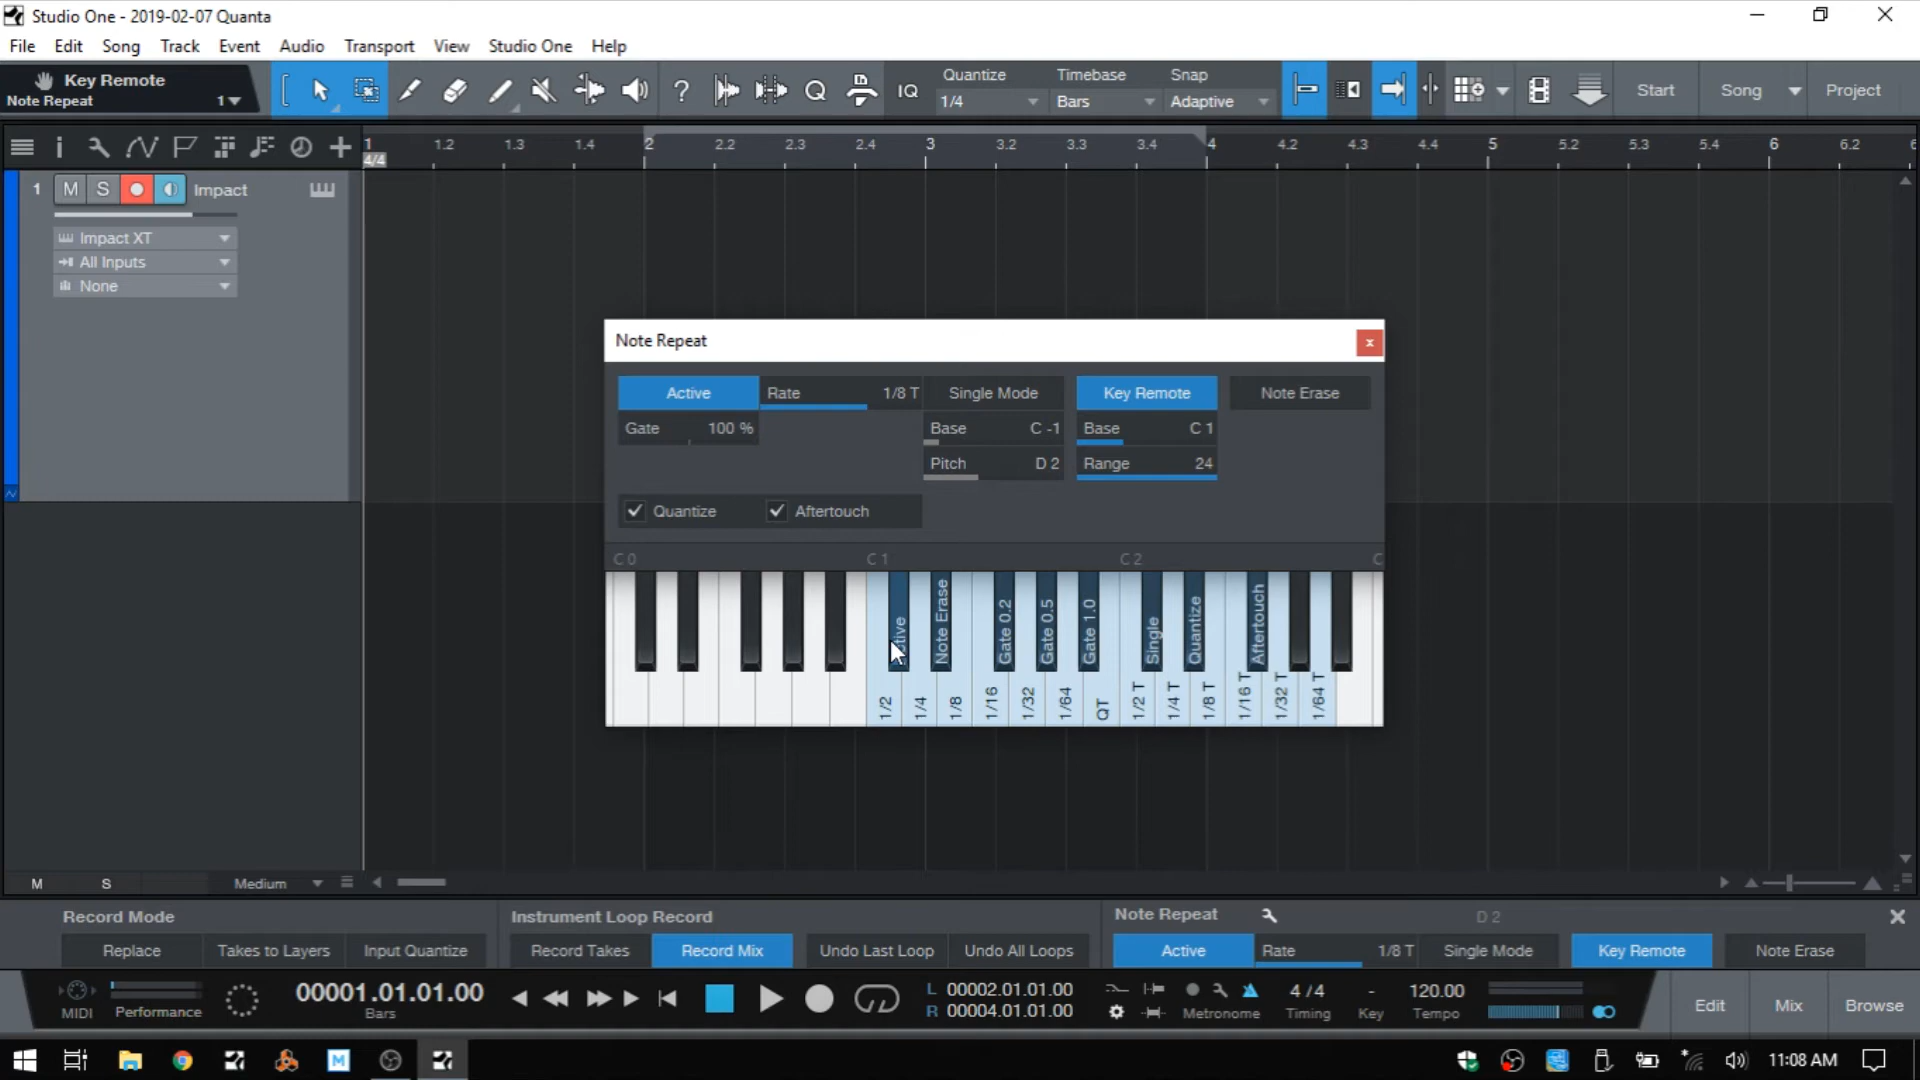 Studio One - 2019-02-07 Quanta
File Edit Song Track Event Audio Transport View Studio One Help
Key Remote
Note Repeat 1
? Q IQ
Quantize Timebase Snap
1/4 Bars Adaptive
Start Song Project
1 1.2 1.3 1.4 2 2.2 2.3 2.4 3 3.2 3.3 3.4 4 4.2 4.3 4.4 5 5.2 5.3 5.4 6 6.2
4/4
1 M S Impact
Impact XT
All Inputs
None
Note Repeat
x
Active Rate 1/8 T Single Mode Key Remote Note Erase
Gate 100 % Base C -1 Base C 1
Pitch D 2 Range 24
Quantize Aftertouch
C 0 C 1 C 2 C
Note Erase Gate 0.2 Gate 0.5 Gate 1.0 Single Quantize Aftertouch
1/2 1/4 1/8 1/16 1/32 1/64 QT 1/2 T 1/4 T 1/8 T 1/16 T 1/32 T 1/64 T
M S Medium
Record Mode Instrument Loop Record Note Repeat D 2
Replace Takes to Layers Input Quantize Record Takes Record Mix Undo Last Loop Undo All Loops Active Rate 1/8 T Single Mode Key Remote Note Erase
MIDI Performance
00001.01.01.00
Bars
L 00002.01.01.00
R 00004.01.01.00
Metronome
4 / 4
Timing
-
Key
120.00
Tempo
Edit Mix Browse
M
11:08 AM